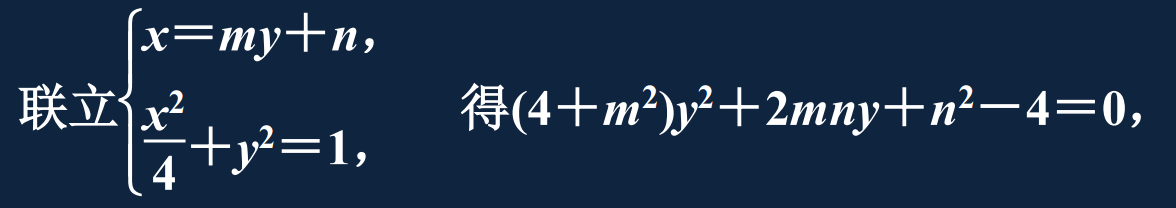 联立{x=my+n,
x²/4+y²=1, 得(4+m²)y²+2mny+n²-4=0,